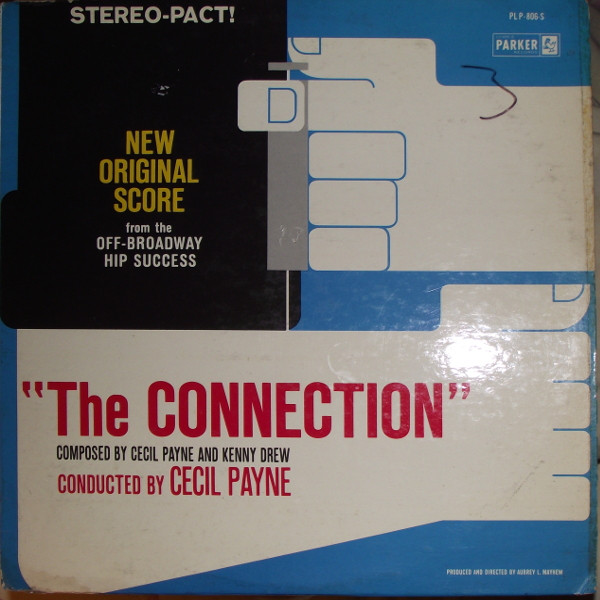 STEREO-PACT!
PLP-806-S
PARKER
3
NEW
ORIGINAL
SCORE
from the
OFF-BROADWAY
HIP SUCCESS
"The CONNECTION"
COMPOSED BY CECIL PAYNE AND KENNY DREW
CONDUCTED BY CECIL PAYNE
PRODUCED AND DIRECTED BY AUBREY L. MAYHEW